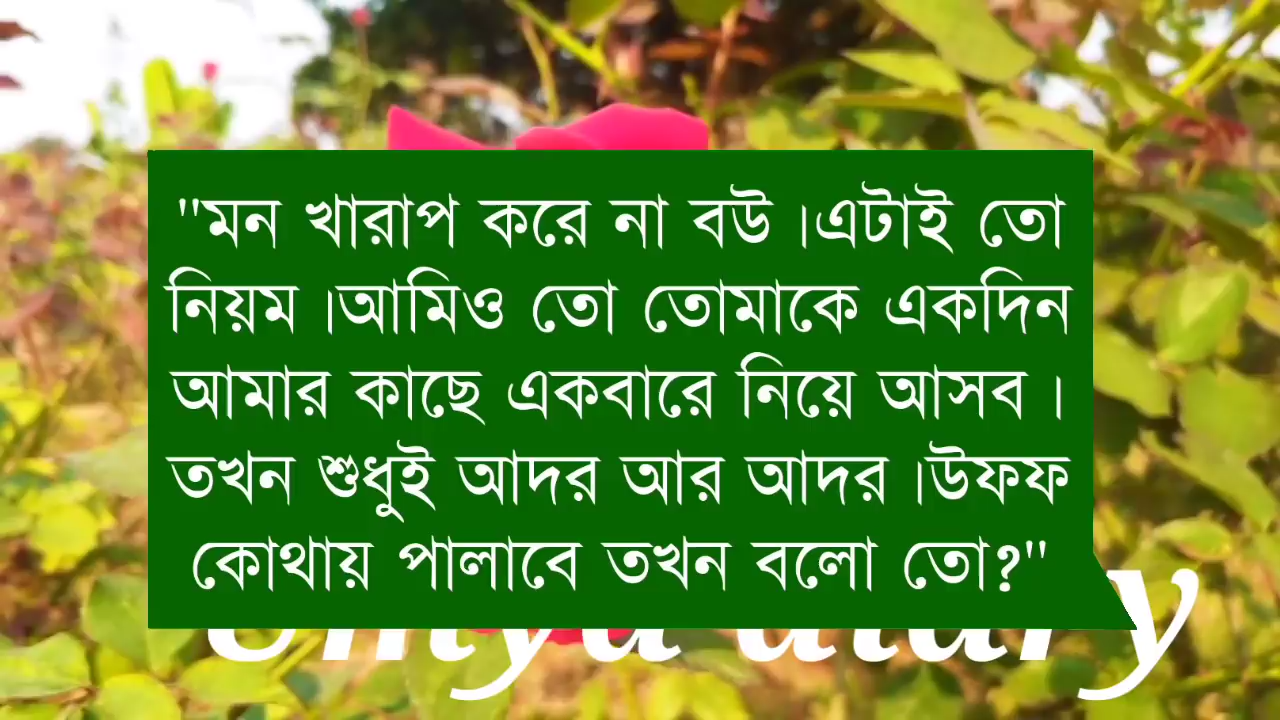 "মন খারাপ করে না বউ ।এটাই তো
নিয়ম ।আমিও তো তোমাকে একদিন
আমার কাছে একবারে নিয়ে আসব ।
তখন শুধুই আদর আর আদর ।উফফ
কোথায় পালাবে তখন বলো তো?"